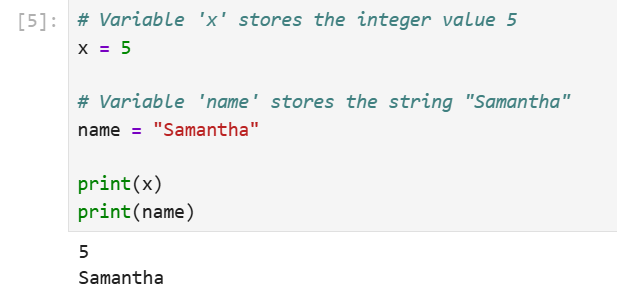 [5]: # Variable 'x' stores the integer value 5
x = 5
# Variable 'name' stores the string "Samantha"
name = "Samantha"
print(x)
print(name)
5
Samantha